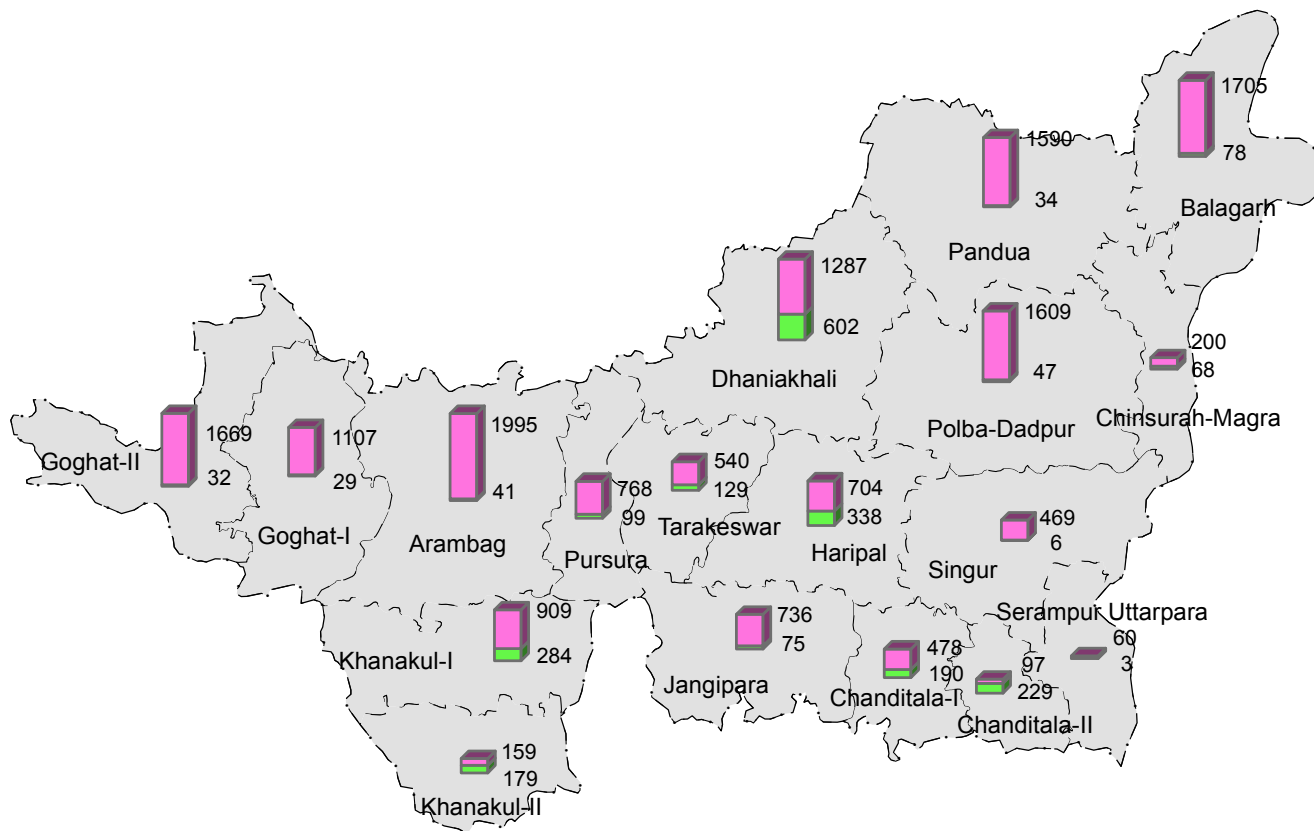 1705
78
Balagarh
1590
34
Pandua
1287
602
Dhaniakhali
1609
47
Polba-Dadpur
200
68
Chinsurah-Magra
1669
32
Goghat-II
1107
29
Goghat-I
1995
41
Arambag
768
99
Pursura
540
129
Tarakeswar
704
338
Haripal
469
6
Singur
Serampur Uttarpara
60
3
909
284
Khanakul-I
736
75
Jangipara
478
190
Chanditala-I
97
229
Chanditala-II
159
179
Khanakul-II